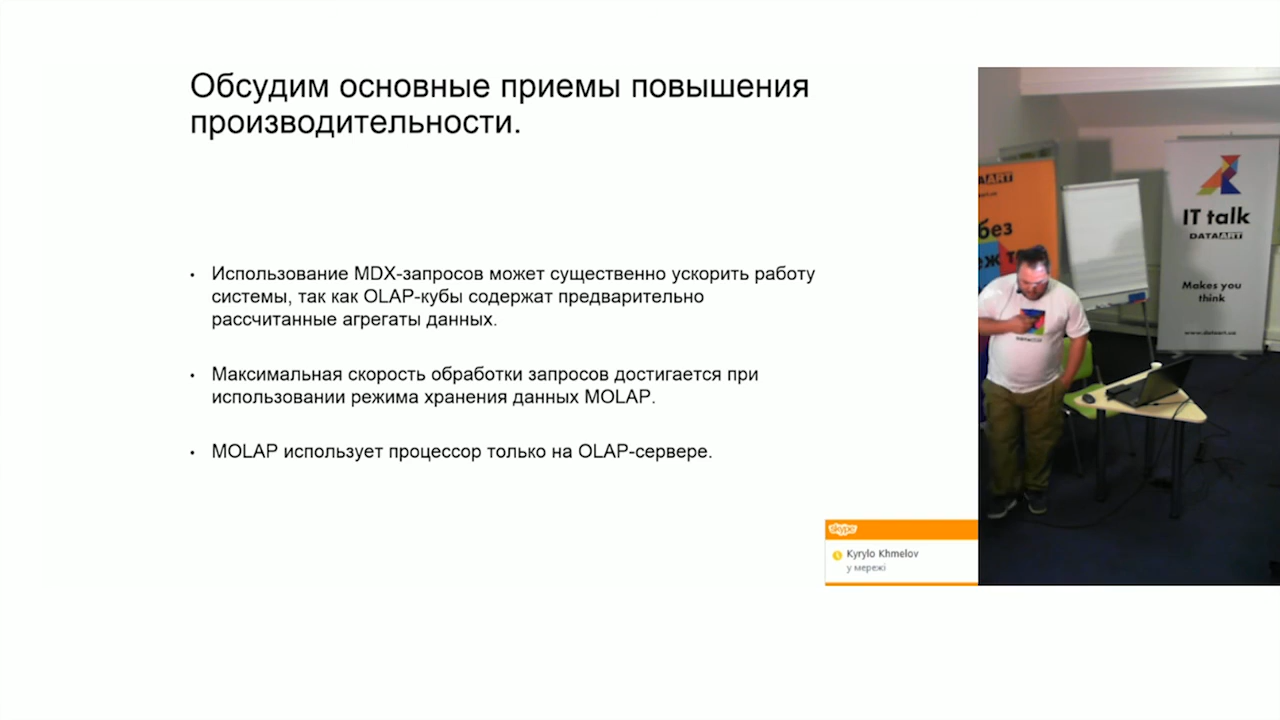 Обсудим основные приемы повышения
производительности.
• Использование MDX-запросов может существенно ускорить работу
системы, так как OLAP-кубы содержат предварительно
рассчитанные агрегаты данных.
• Максимальная скорость обработки запросов достигается при
использовании режима хранения данных MOLAP.
• MOLAP использует процессор только на OLAP-сервере.
skype
Kyrylo Khmelov
у мережі
без
IT talk
DATAART
Makes you
think
www.dataart.ua